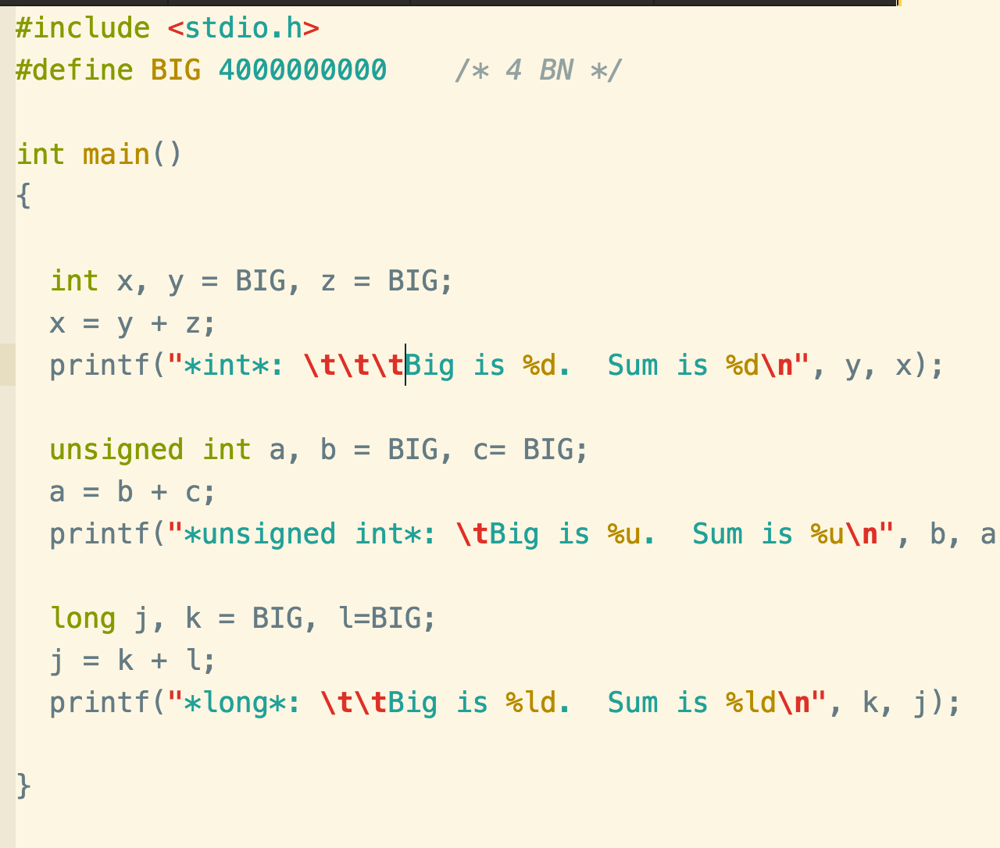 #include <stdio.h>
#define BIG 4000000000    /* 4 BN */
int main()
{
  int x, y = BIG, z = BIG;
  x = y + z;
  printf("*int*: \t\t\tBig is %d.  Sum is %d\n", y, x);
  unsigned int a, b = BIG, c= BIG;
  a = b + c;
  printf("*unsigned int*: \tBig is %u.  Sum is %u\n", b, a
  long j, k = BIG, l=BIG;
  j = k + l;
  printf("*long*: \t\tBig is %ld.  Sum is %ld\n", k, j);
}